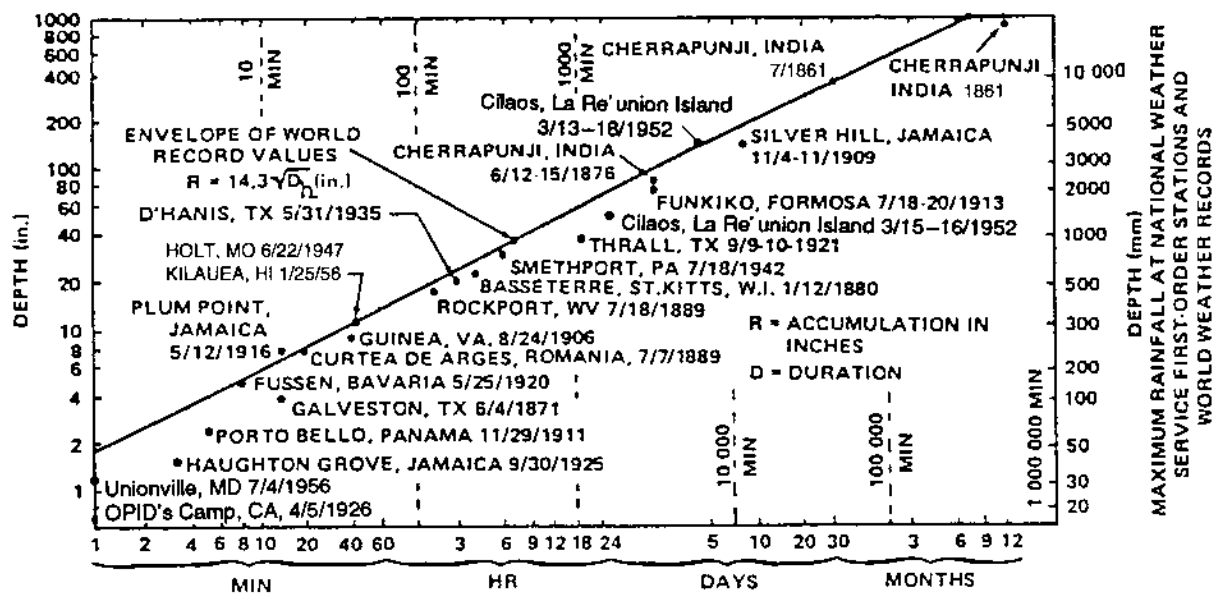 1000
800
600
400
200
100
80
60
40
20
10
8
6
4
2
1
DEPTH (in.)
10
MIN
100
MIN
1000
MIN
CHERRAPUNJI, INDIA
7/1861
CHERRAPUNJI
INDIA 1861
Cilaos, La Re'union Island
3/13–18/1952
ENVELOPE OF WORLD
RECORD VALUES
R = 14.3√D (in.)
CHERRAPUNJI, INDIA
6/12-15/1876
SILVER HILL, JAMAICA
11/4-11/1909
D'HANIS, TX 5/31/1935
FUNKIKO, FORMOSA 7/18-20/1913
Cilaos, La Re'union Island 3/15–16/1952
THRALL, TX 9/9-10-1921
HOLT, MO 6/22/1947
KILAUEA, HI 1/25/56
SMETHPORT, PA 7/18/1942
BASSETERRE, ST.KITTS, W.I. 1/12/1880
ROCKPORT, WV 7/18/1889
PLUM POINT,
JAMAICA
5/12/1916
GUINEA, VA, 8/24/1906
CURTEA DE ARGES, ROMANIA, 7/7/1889
R = ACCUMULATION IN
INCHES
D = DURATION
FUSSEN, BAVARIA 5/25/1920
GALVESTON, TX 6/4/1871
PORTO BELLO, PANAMA 11/29/1911
HAUGHTON GROVE, JAMAICA 9/30/1925
Unionville, MD 7/4/1956
OPID's Camp, CA, 4/5/1926
10 000
MIN
100 000
MIN
1 000 000 MIN
10 000
5000
3000
2000
1000
500
300
200
100
50
30
20
DEPTH (mm)
MAXIMUM RAINFALL AT NATIONAL WEATHER
SERVICE FIRST-ORDER STATIONS AND
WORLD WEATHER RECORDS
1 2 4 6 8 10 20 40 60 3 6 9 12 18 24 5 10 20 30 3 6 9 12
MIN HR DAYS MONTHS